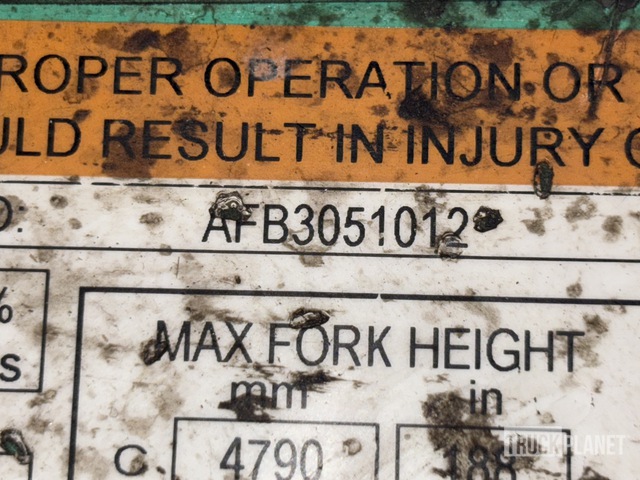 ROPER OPERATION OR
ULD RESULT IN INJURY
O:
AFB3051012
%
S
MAX FORK HEIGHT
mm in
C 4790 188
TRUCKPLANET